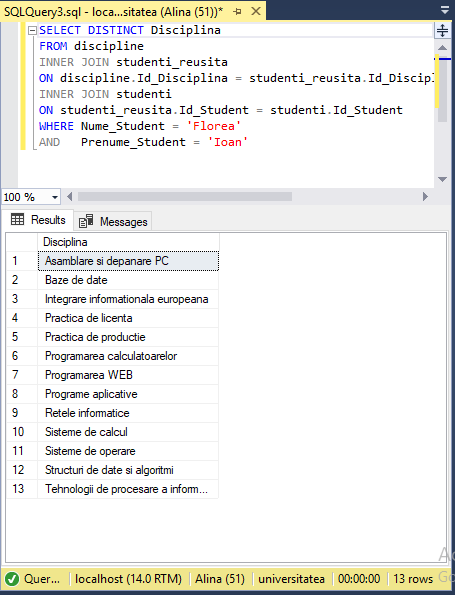 SQLQuery3.sql - loca...sitatea (Alina (51))*
SELECT DISTINCT Disciplina
FROM discipline
INNER JOIN studenti_reusita
ON discipline.Id_Disciplina = studenti_reusita.Id_Discipl
INNER JOIN studenti
ON studenti_reusita.Id_Student = studenti.Id_Student
WHERE Nume_Student = 'Florea'
AND Prenume_Student = 'Ioan'
100 %
Results Messages
Disciplina
1 Asamblare si depanare PC
2 Baze de date
3 Integrare informationala europeana
4 Practica de licenta
5 Practica de productie
6 Programarea calculatoarelor
7 Programarea WEB
8 Programe aplicative
9 Retele informatice
10 Sisteme de calcul
11 Sisteme de operare
12 Structuri de date si algoritmi
13 Tehnologii de procesare a inform...
Quer... localhost (14.0 RTM) Alina (51) universitatea 00:00:00 13 rows